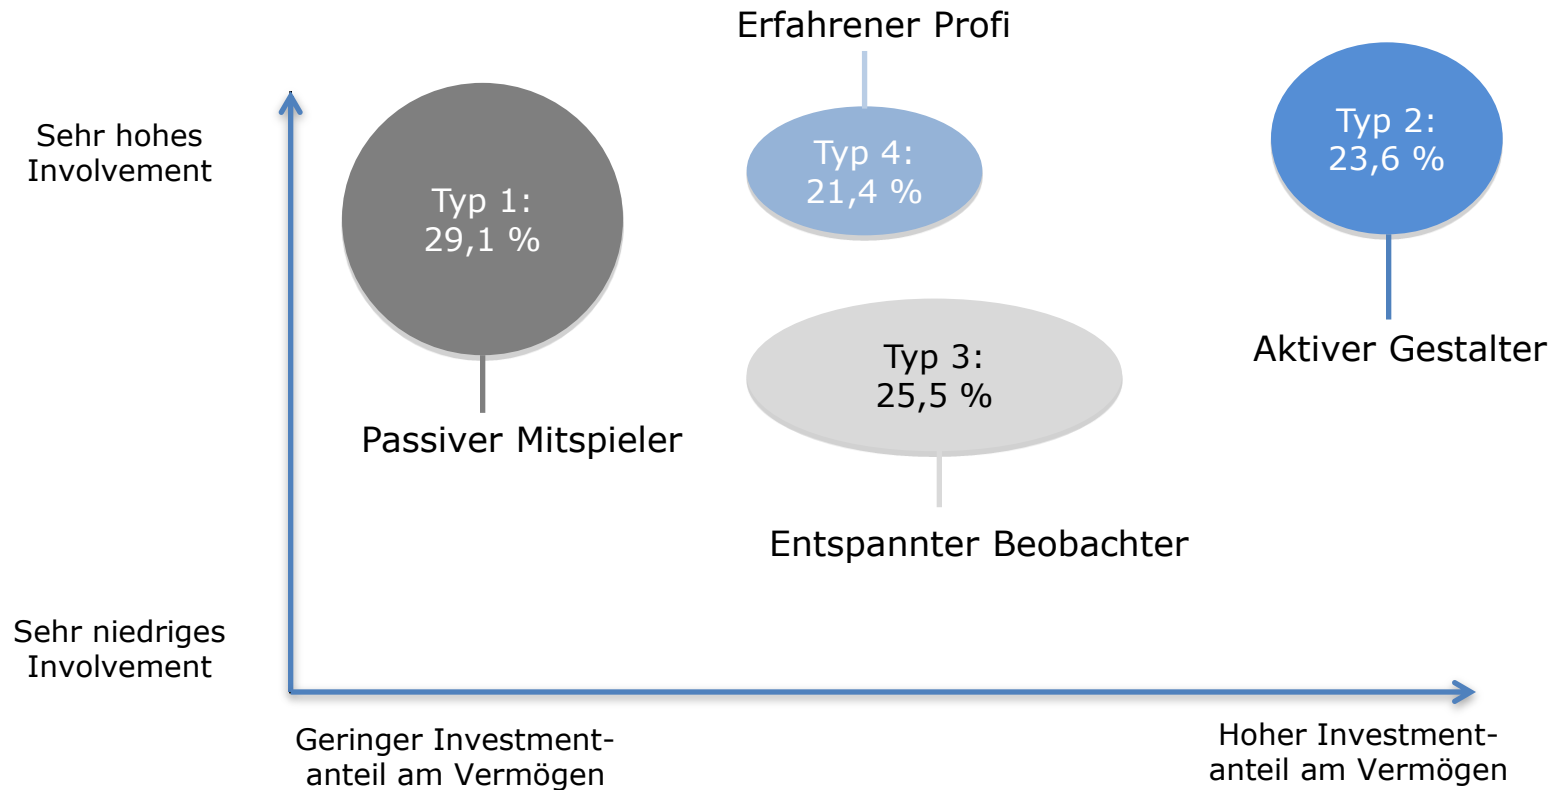 Erfahrener Profi
Sehr hohes
Involvement
Typ 1:
29,1 %
Typ 4:
21,4 %
Typ 2:
23,6 %
Typ 3:
25,5 %
Aktiver Gestalter
Passiver Mitspieler
Entspannter Beobachter
Sehr niedriges
Involvement
Geringer Investment-
anteil am Vermögen
Hoher Investment-
anteil am Vermögen